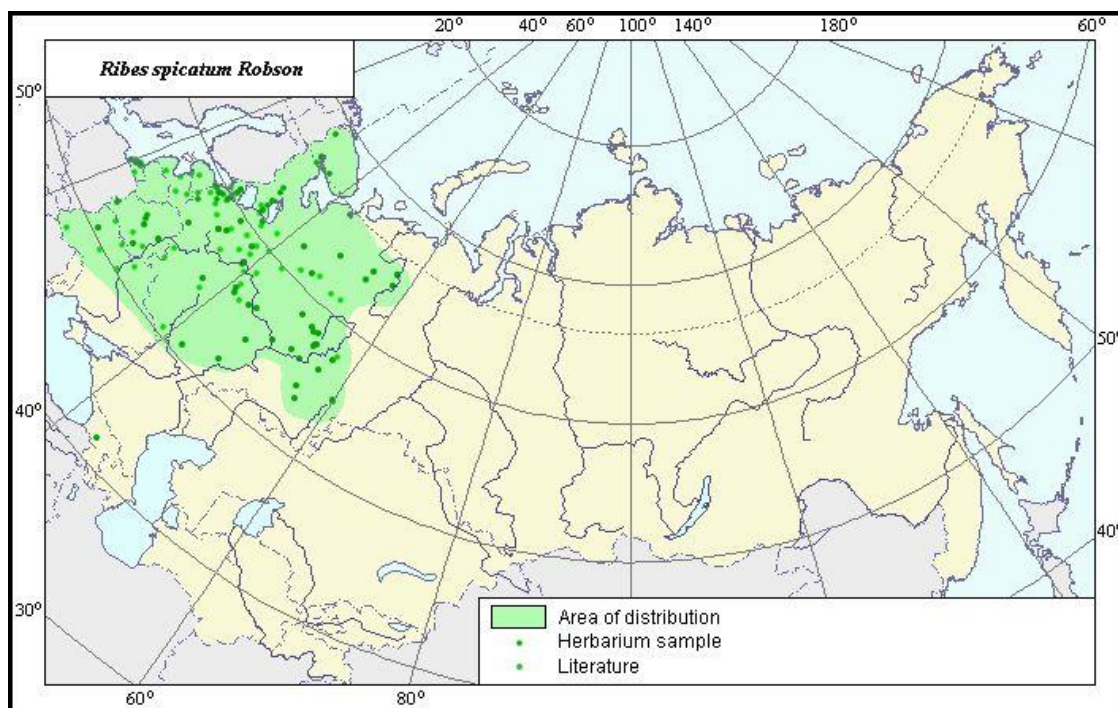 20° 40° 60° 100° 140° 180° 60°
Ribes spicatum Robson
50°
50°
40°
40°
30°
Area of distribution
Herbarium sample
Literature
60° 80°